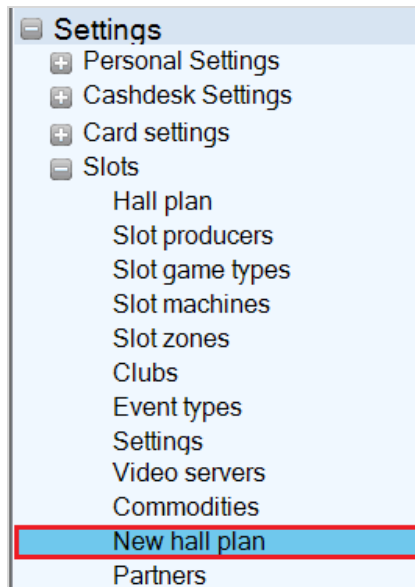 Settings
Personal Settings
Cashdesk Settings
Card settings
Slots
Hall plan
Slot producers
Slot game types
Slot machines
Slot zones
Clubs
Event types
Settings
Video servers
Commodities
New hall plan
Partners